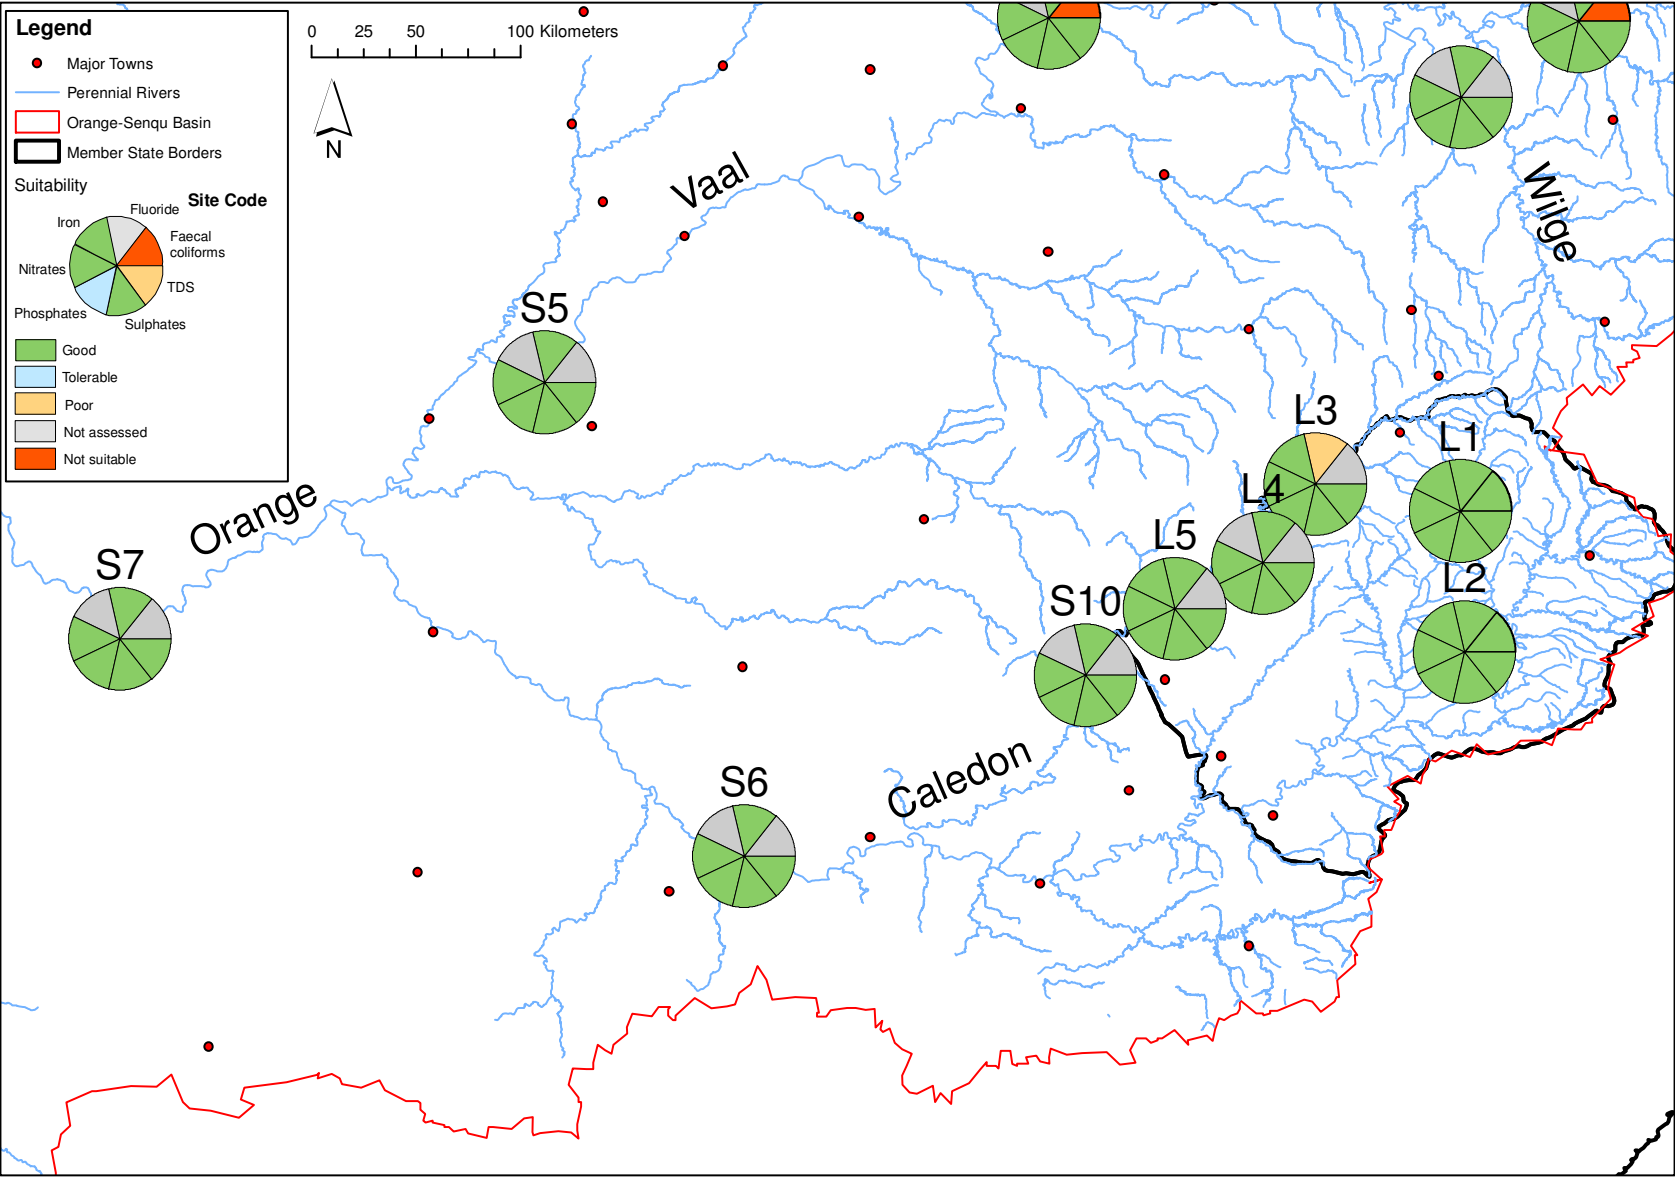 Legend
Major Towns
Perennial Rivers
Orange-Senqu Basin
Member State Borders
Suitability
Site Code
Fluoride
Iron
Faecal
coliforms
Nitrates
TDS
Phosphates
Sulphates
Good
Tolerable
Poor
Not assessed
Not suitable
0 25 50 100 Kilometers
N
Vaal
Wilge
S5
L3
L1
L4
Orange
L5
S7
L2
S10
Caledon
S6